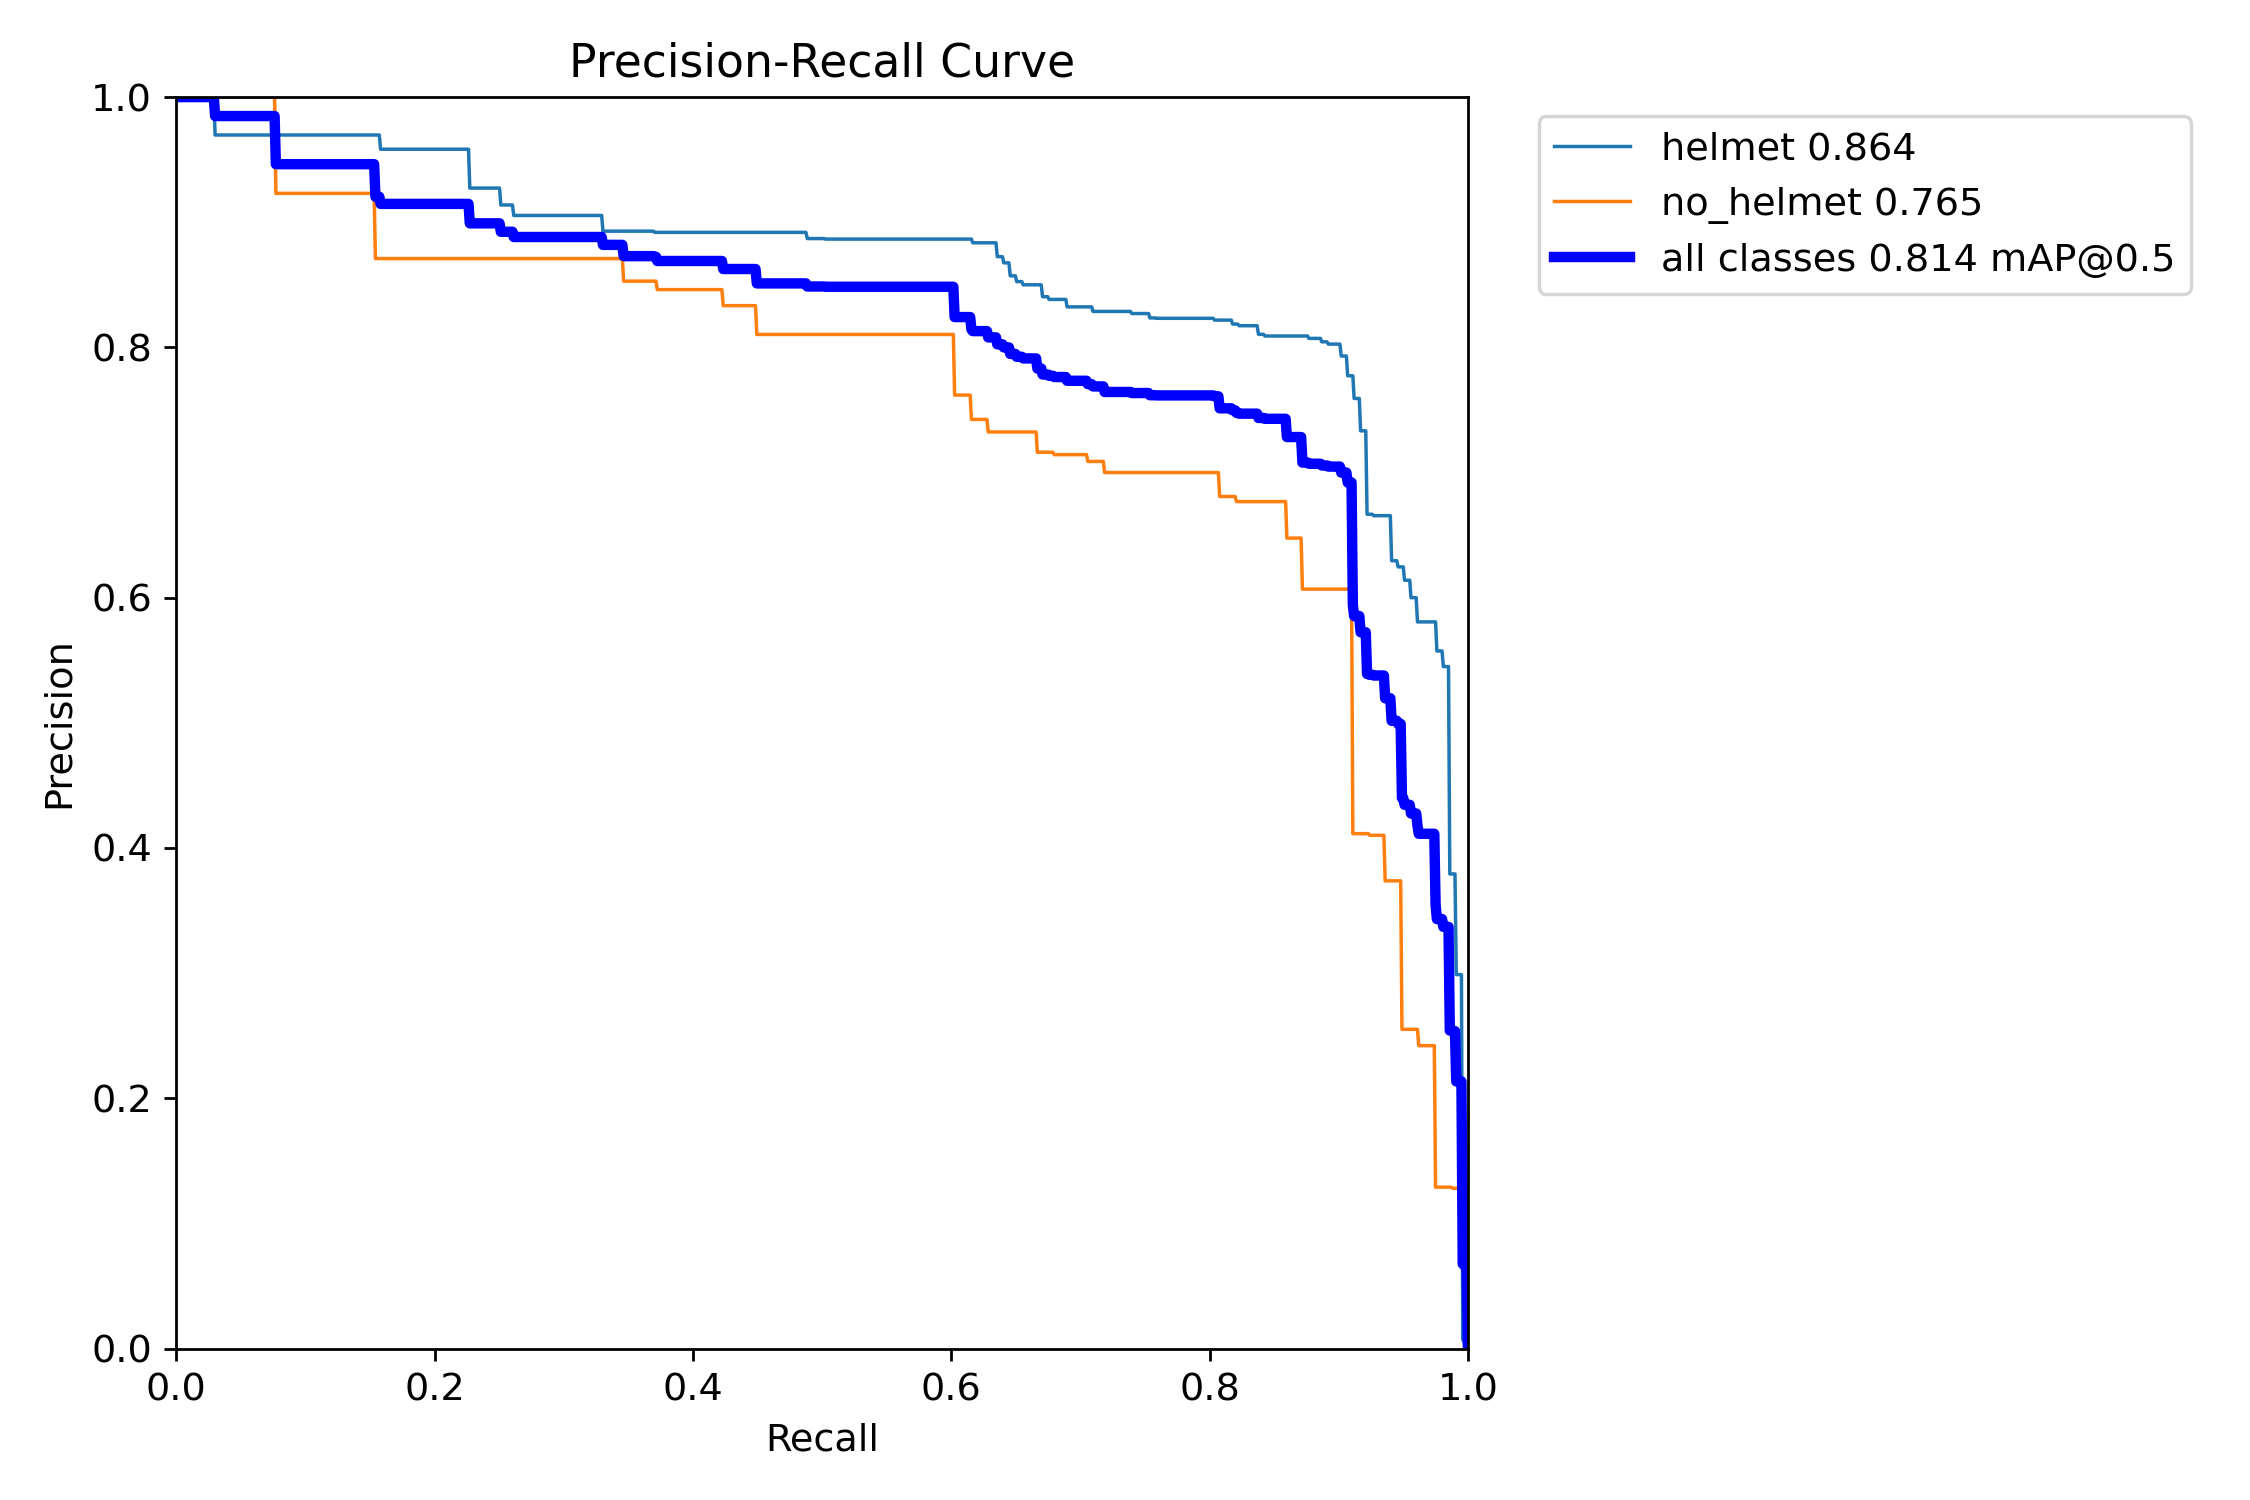 Precision-Recall Curve
1.0
0.8
0.6
0.4
0.2
0.0
Precision
0.0 0.2 0.4 0.6 0.8 1.0
Recall
helmet 0.864
no_helmet 0.765
all classes 0.814 mAP@0.5